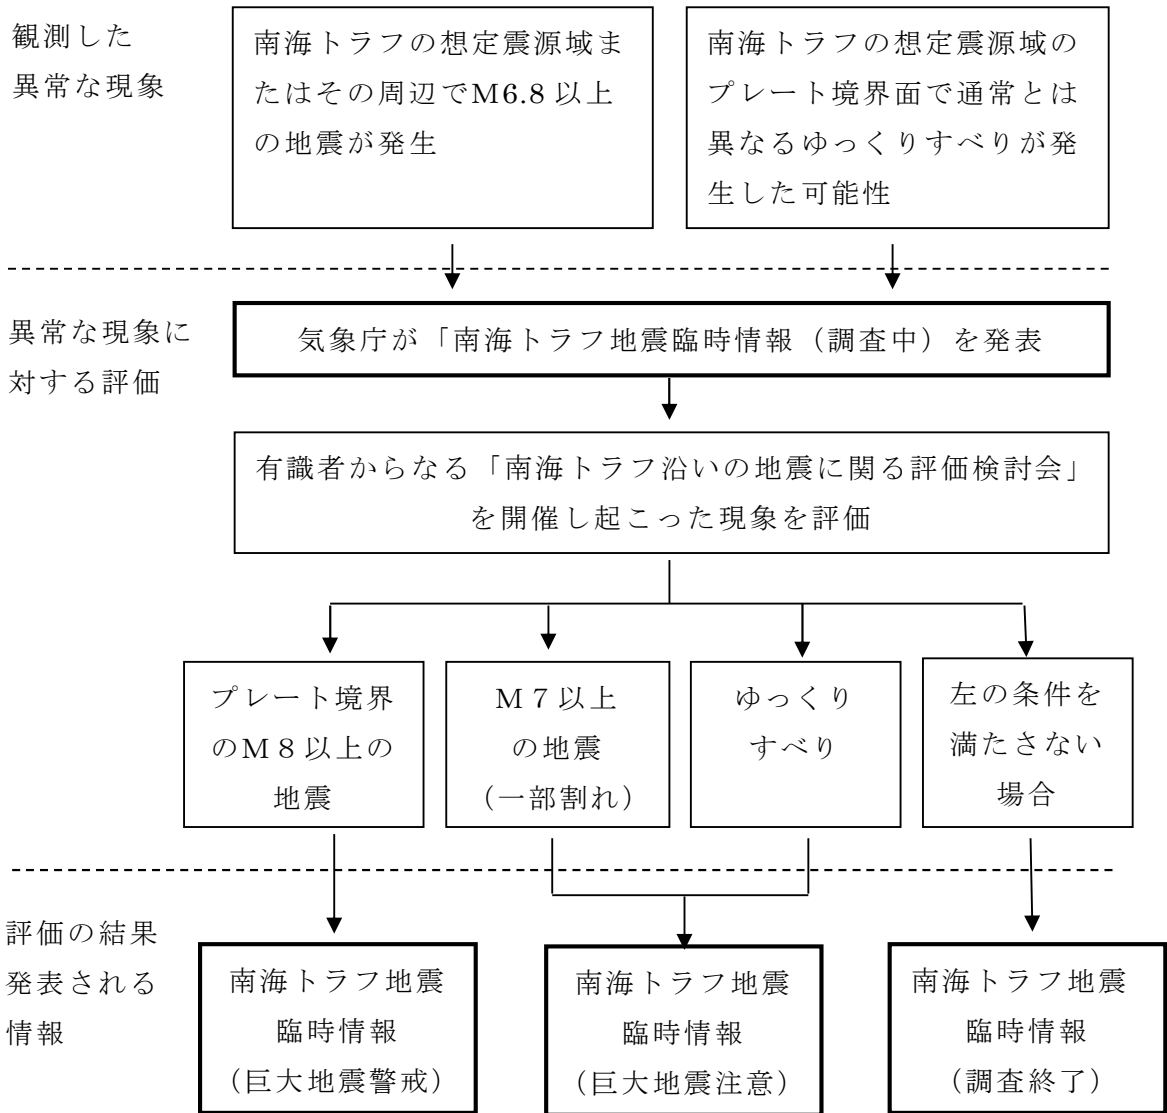 観測した
異常な現象
南海トラフの想定震源域ま
たはその周辺でM6.8以上
の地震が発生
南海トラフの想定震源域の
プレート境界面で通常とは
異なるゆっくりすべりが発
生した可能性
異常な現象に
対する評価
気象庁が「南海トラフ地震臨時情報（調査中）を発表
有識者からなる「南海トラフ沿いの地震に関る評価検討会」
を開催し起こった現象を評価
プレート境界
のM８以上の
地震
M７以上
の地震
（一部割れ）
ゆっくり
すべり
左の条件を
満たさない
場合
評価の結果
発表される
情報
南海トラフ地震
臨時情報
（巨大地震警戒）
南海トラフ地震
臨時情報
（巨大地震注意）
南海トラフ地震
臨時情報
（調査終了）